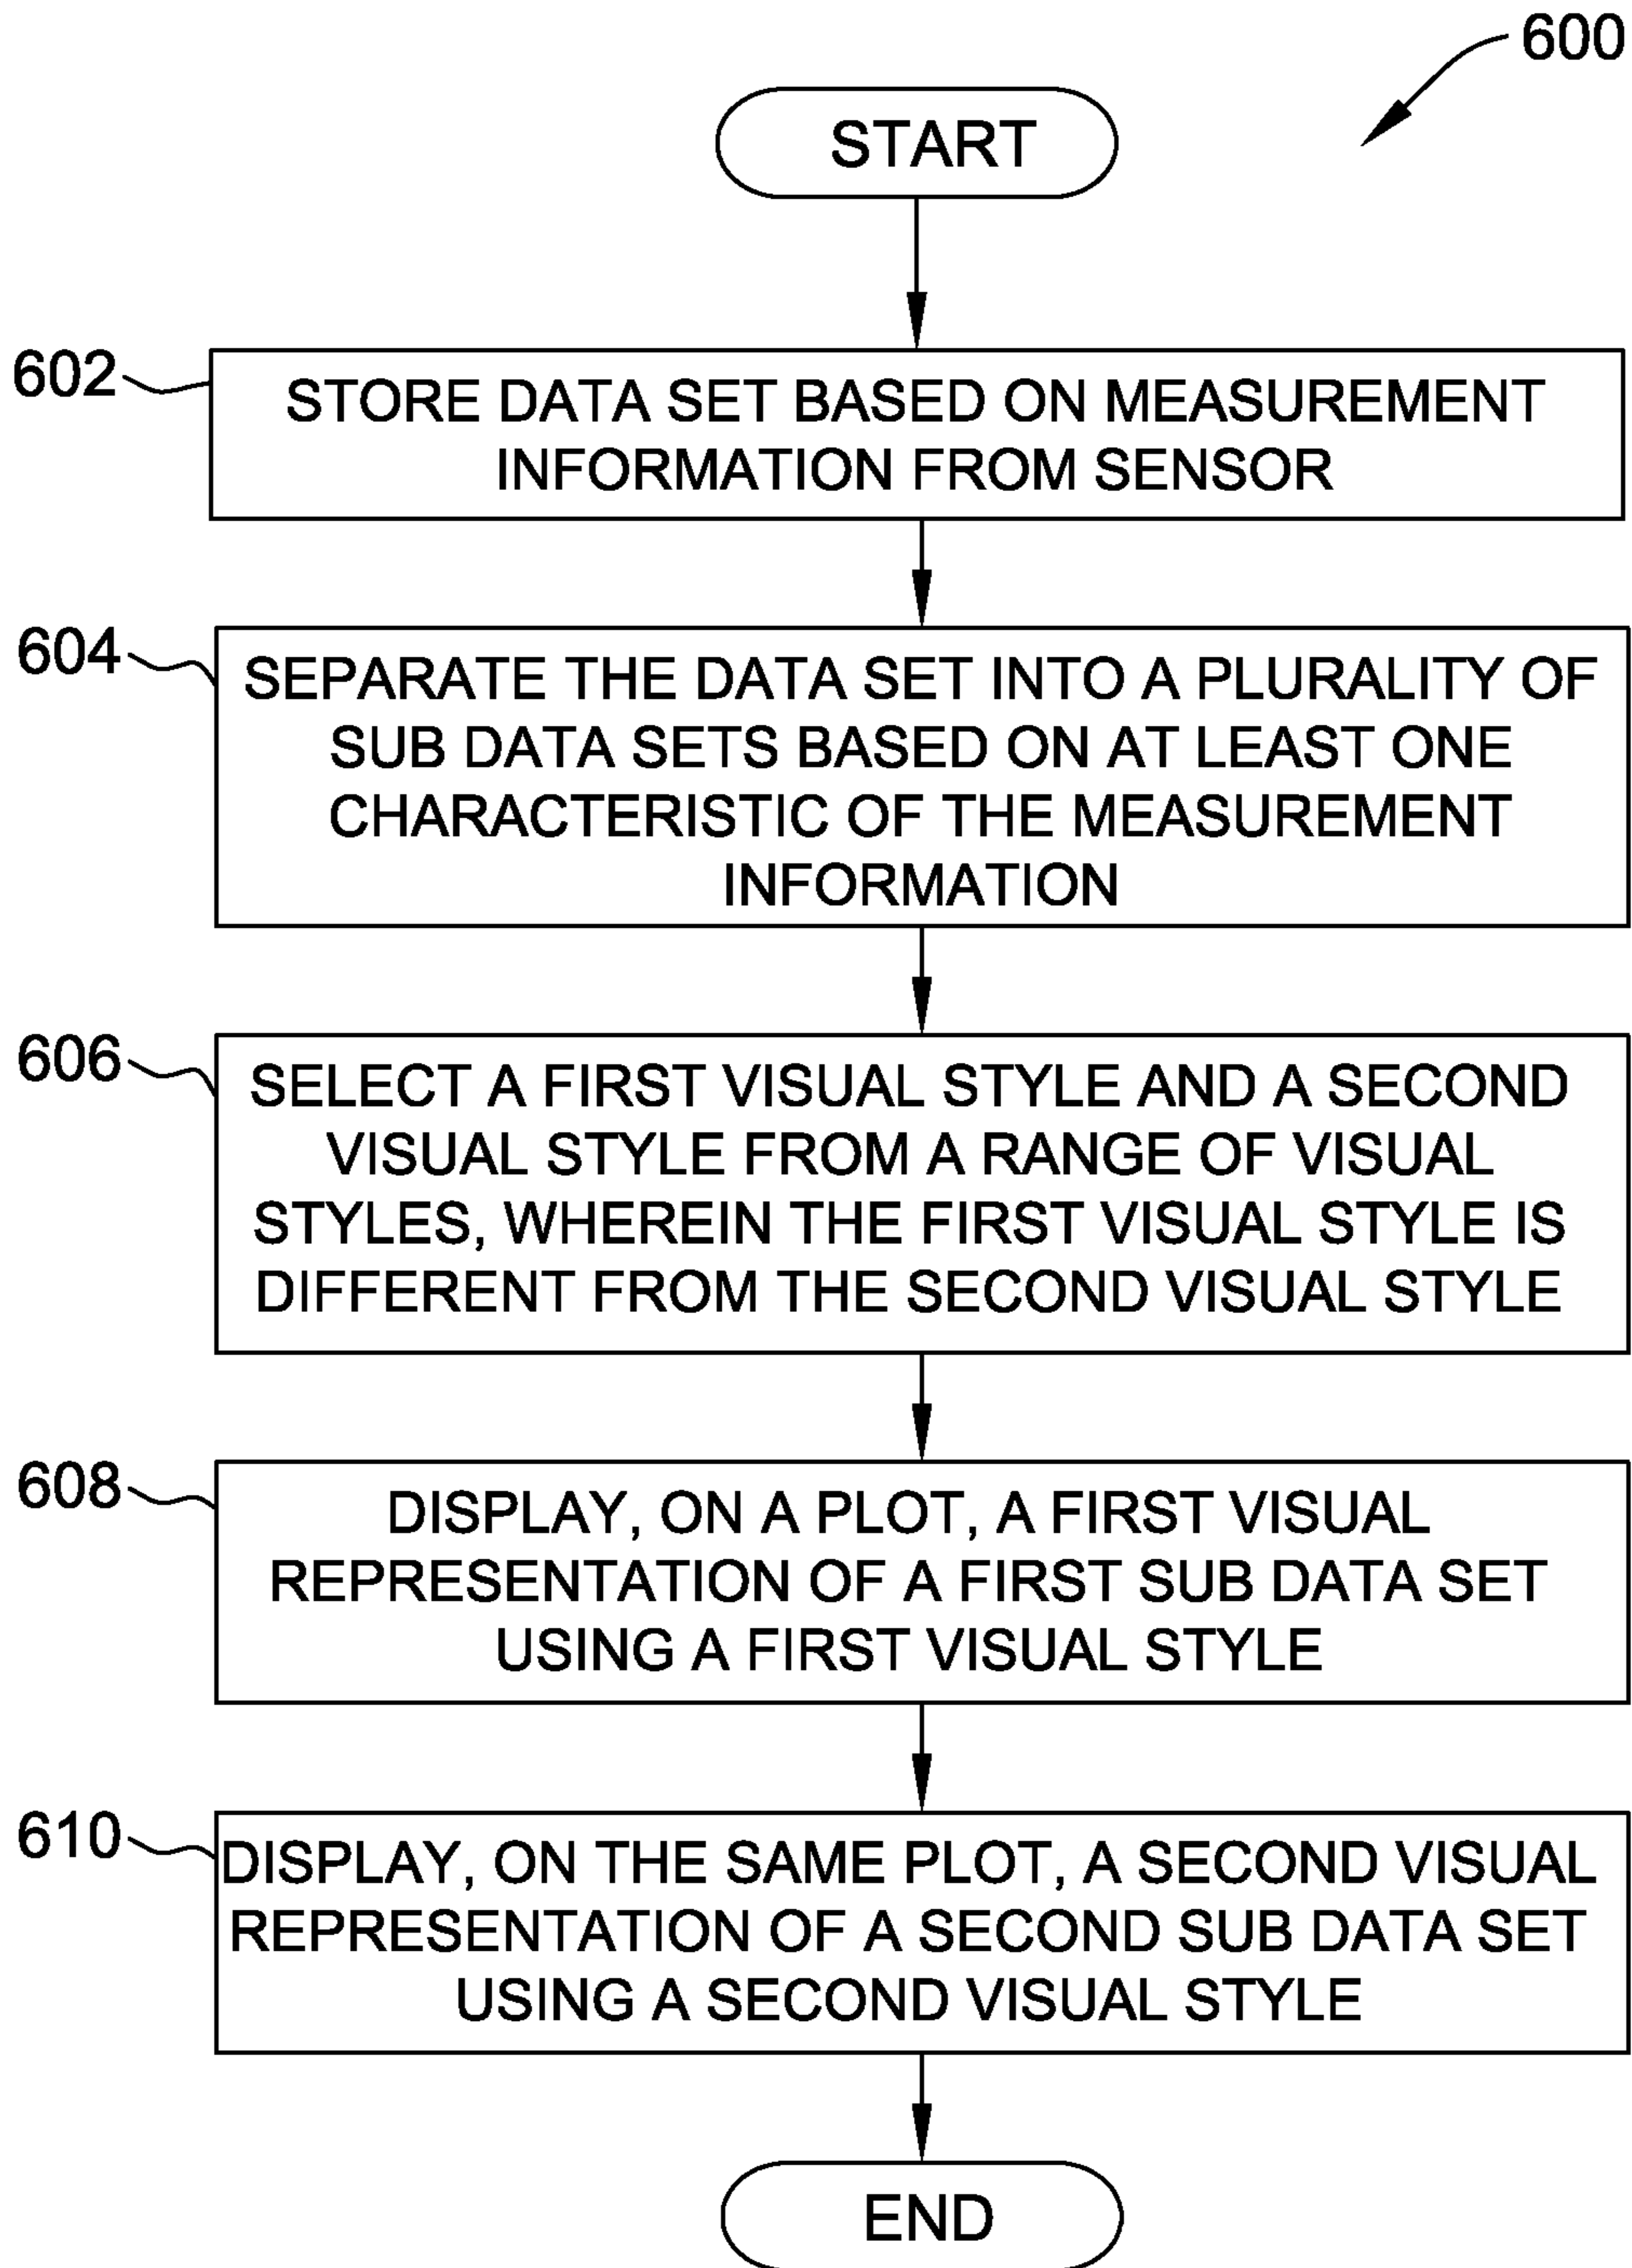 600
START
602
STORE DATA SET BASED ON MEASUREMENT
INFORMATION FROM SENSOR
604
SEPARATE THE DATA SET INTO A PLURALITY OF
SUB DATA SETS BASED ON AT LEAST ONE
CHARACTERISTIC OF THE MEASUREMENT
INFORMATION
606
SELECT A FIRST VISUAL STYLE AND A SECOND
VISUAL STYLE FROM A RANGE OF VISUAL
STYLES, WHEREIN THE FIRST VISUAL STYLE IS
DIFFERENT FROM THE SECOND VISUAL STYLE
608
DISPLAY, ON A PLOT, A FIRST VISUAL
REPRESENTATION OF A FIRST SUB DATA SET
USING A FIRST VISUAL STYLE
610
DISPLAY, ON THE SAME PLOT, A SECOND VISUAL
REPRESENTATION OF A SECOND SUB DATA SET
USING A SECOND VISUAL STYLE
END